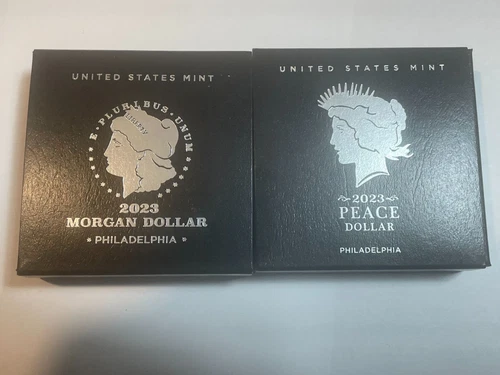 UNITED STATES MINT
E · PLURIBUS · UNUM
LIBERTY
2023
MORGAN DOLLAR
* PHILADELPHIA D
UNITED STATES MINT
2023
PEACE
DOLLAR
PHILADELPHIA